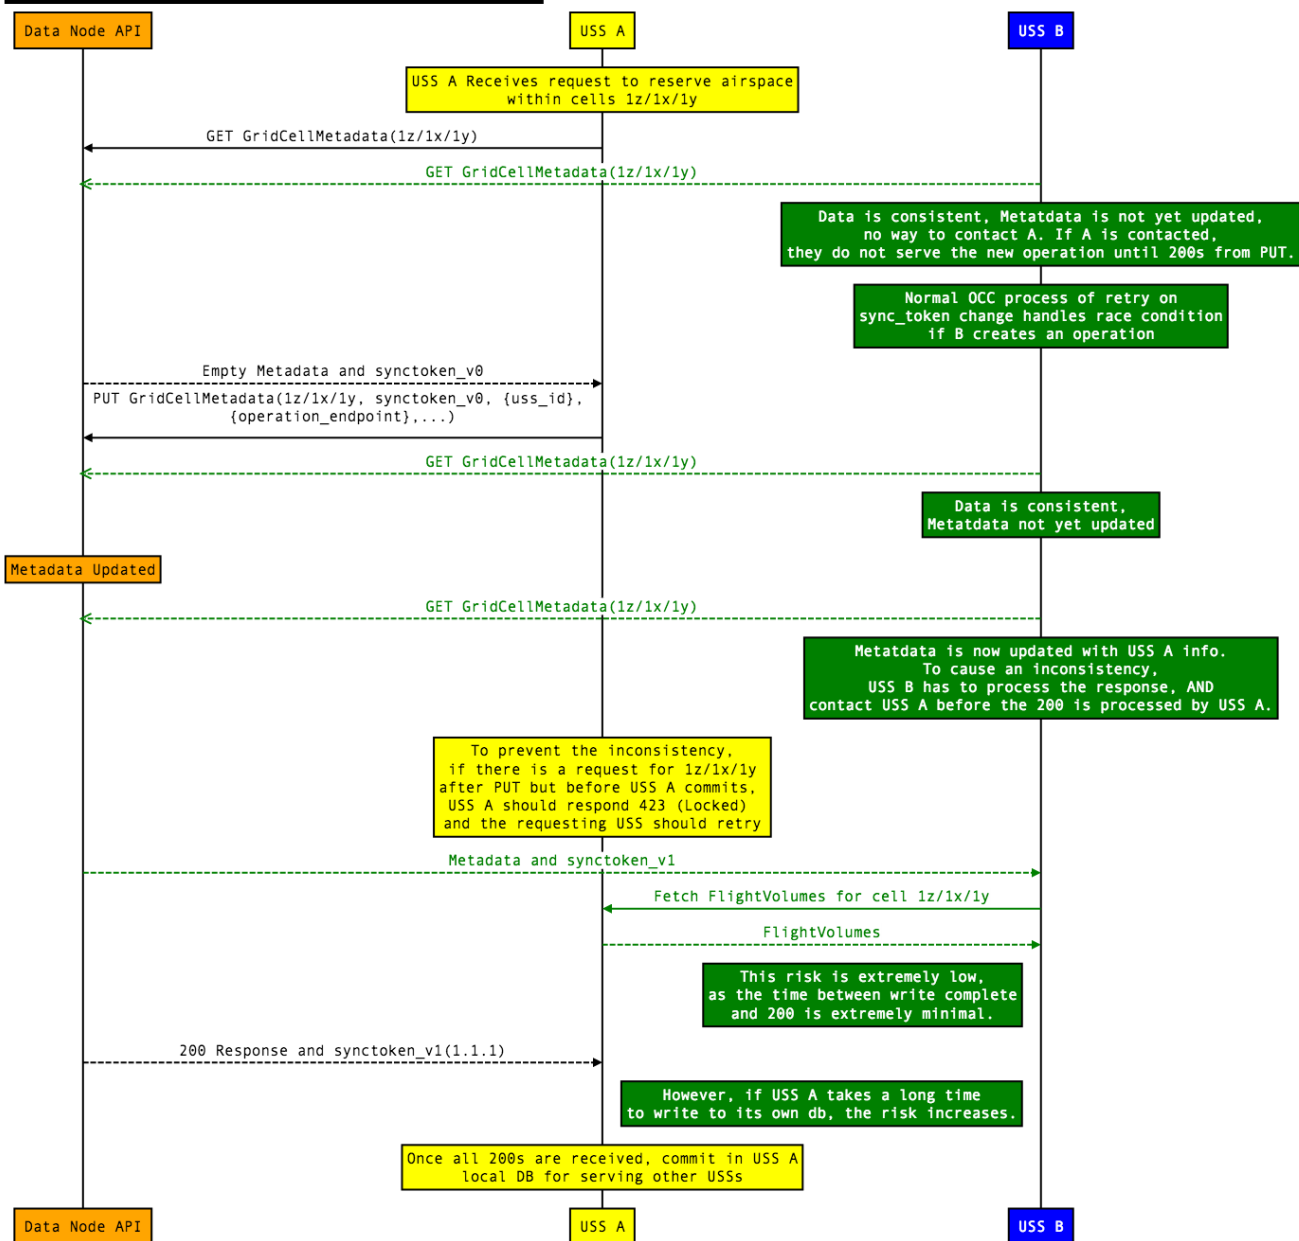 Data Node API
USS A
USS B
USS A Receives request to reserve airspace
within cells 1z/1x/1y
GET GridCellMetadata(1z/1x/1y)
GET GridCellMetadata(1z/1x/1y)
Data is consistent, Metatdata is not yet updated,
no way to contact A. If A is contacted,
they do not serve the new operation until 200s from PUT.
Normal OCC process of retry on
sync_token change handles race condition
if B creates an operation
Empty Metadata and synctoken_v0
PUT GridCellMetadata(1z/1x/1y, synctoken_v0, {uss_id},
{operation_endpoint},...)
GET GridCellMetadata(1z/1x/1y)
Data is consistent,
Metatdata not yet updated
Metadata Updated
GET GridCellMetadata(1z/1x/1y)
Metatdata is now updated with USS A info.
To cause an inconsistency,
USS B has to process the response, AND
contact USS A before the 200 is processed by USS A.
To prevent the inconsistency,
if there is a request for 1z/1x/1y
after PUT but before USS A commits,
USS A should respond 423 (Locked)
and the requesting USS should retry
Metadata and synctoken_v1
Fetch FlightVolumes for cell 1z/1x/1y
FlightVolumes
This risk is extremely low,
as the time between write complete
and 200 is extremely minimal.
200 Response and synctoken_v1(1.1.1)
However, if USS A takes a long time
to write to its own db, the risk increases.
Once all 200s are received, commit in USS A
local DB for serving other USSs
Data Node API
USS A
USS B